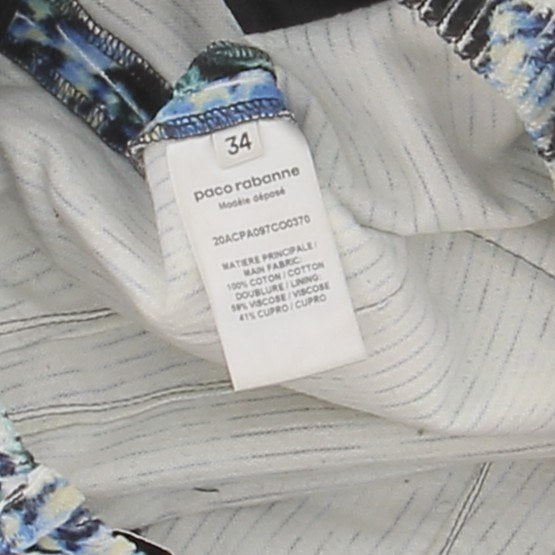 34
paco rabanne
Modèle déposé
20ACPA097CO0370
MATIERE PRINCIPALE /
MAIN FABRIC:
100% COTON / COTTON
DOUBLURE / LINING:
59% VISCOSE / VISCOSE
41% CUPRO / CUPRO